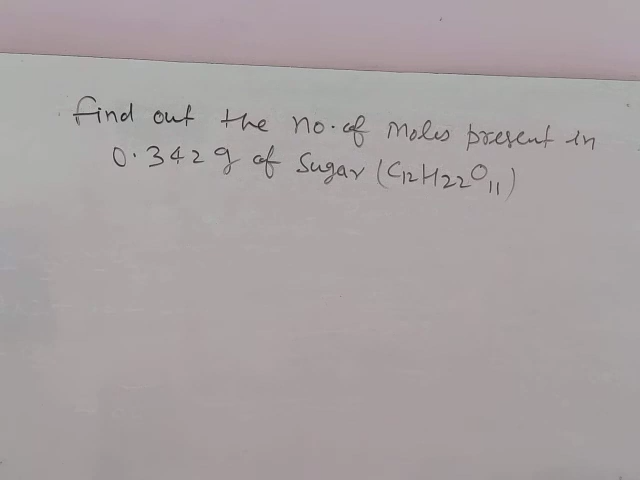 find out the no. of moles present in
0.342 g of Sugar (C12H22O11)